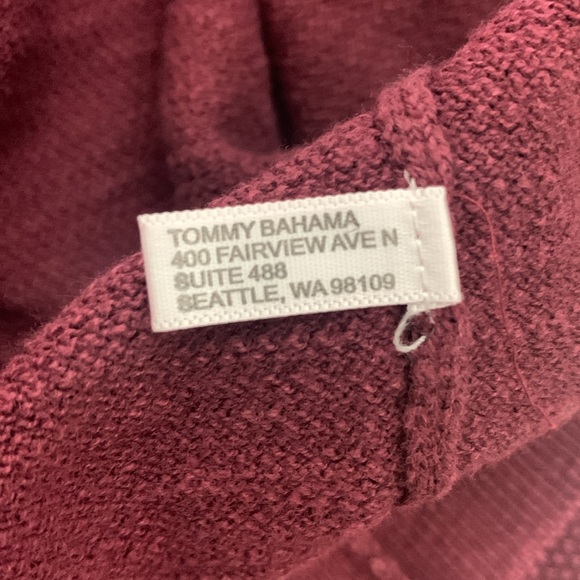 TOMMY BAHAMA
400 FAIRVIEW AVE N
SUITE 488
SEATTLE, WA 98109